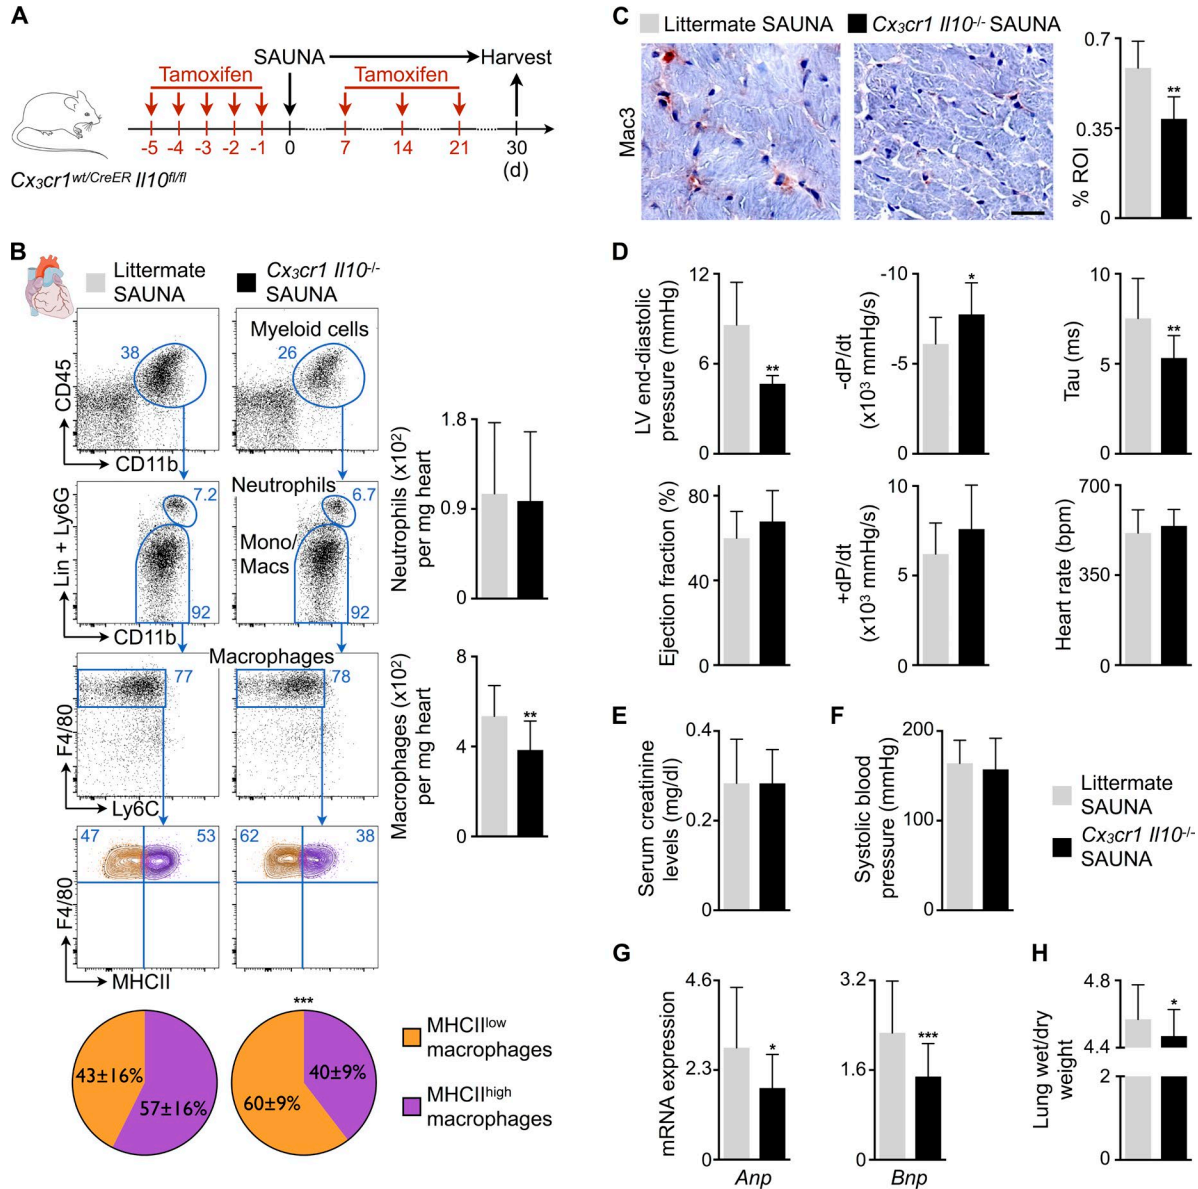 A
SAUNA
Harvest
Tamoxifen
Tamoxifen
-5 -4 -3 -2 -1 0 7 14 21 30
(d)
Cx₃cr1^wt/CreER Il10^fl/fl
B
Littermate
SAUNA
Cx₃cr1 Il10⁻/⁻
SAUNA
Myeloid cells
38
26
CD45
CD11b
Neutrophils
7.2
6.7
Mono/
Macs
92
92
Lin + Ly6G
CD11b
Macrophages
77
78
F4/80
Ly6C
47
53
62
38
F4/80
MHCII
1.8
0.9
0
Neutrophils (x10²)
per mg heart
8
4
0
**
Macrophages (x10²)
per mg heart
***
43±16%
57±16%
40±9%
60±9%
MHCII^low
macrophages
MHCII^high
macrophages
C
Littermate SAUNA
Cx₃cr1 Il10⁻/⁻ SAUNA
Mac3
0.7
0.35
0
% ROI
**
D
12
6
0
LV end-diastolic
pressure (mmHg)
**
-10
-5
0
-dP/dt
(x10³ mmHg/s)
*
10
5
0
Tau (ms)
**
80
40
0
Ejection fraction (%)
10
5
0
+dP/dt
(x10³ mmHg/s)
700
350
0
Heart rate (bpm)
E
0.4
0.2
0
Serum creatinine
levels (mg/dl)
F
200
100
0
Systolic blood
pressure (mmHg)
Littermate
SAUNA
Cx₃cr1 Il10⁻/⁻
SAUNA
G
4.6
2.3
0
mRNA expression
*
Anp
3.2
1.6
0
***
Bnp
H
4.8
4.4
2
0
Lung wet/dry
weight
*